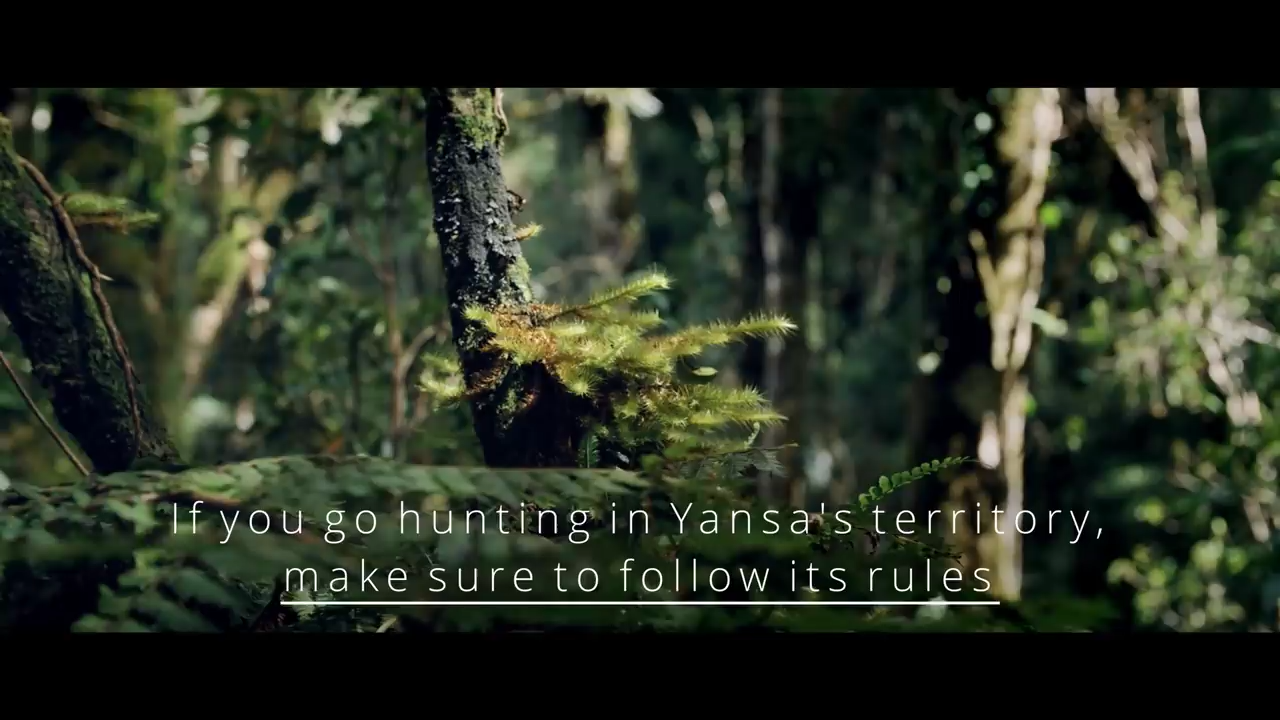 If you go hunting in Yansa's territory,
make sure to follow its rules